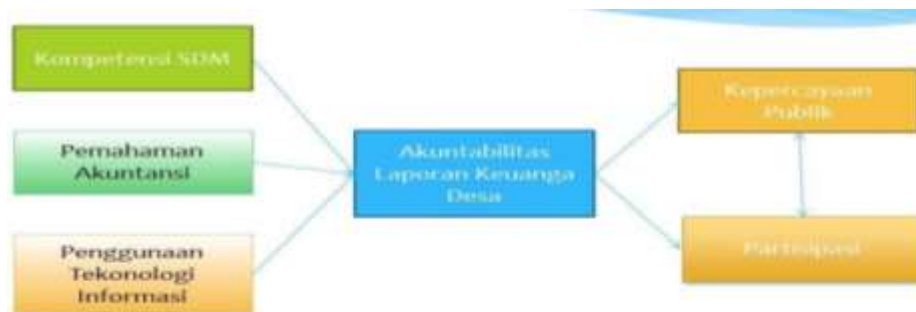 Kompetensi SDM
Pemahaman
Akuntansi
Penggunaan
Tekonologi
Informasi
Akuntabilitas
Laporan Keuanga
Desa
Kepercayaan
Publik
Partisipasi